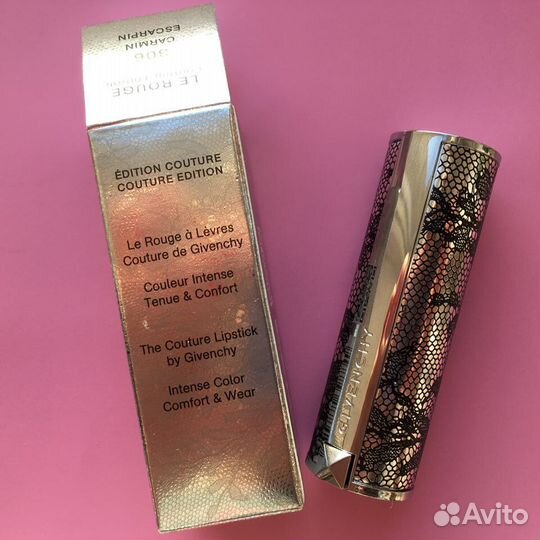 LE ROUGE
306
CARMIN
ESCARPIN
ÉDITION COUTURE
COUTURE EDITION
Le Rouge à Lèvres
Couture de Givenchy
Couleur Intense
Tenue & Confort
The Couture Lipstick
by Givenchy
Intense Color
Comfort & Wear
GIVENCHY
Avito